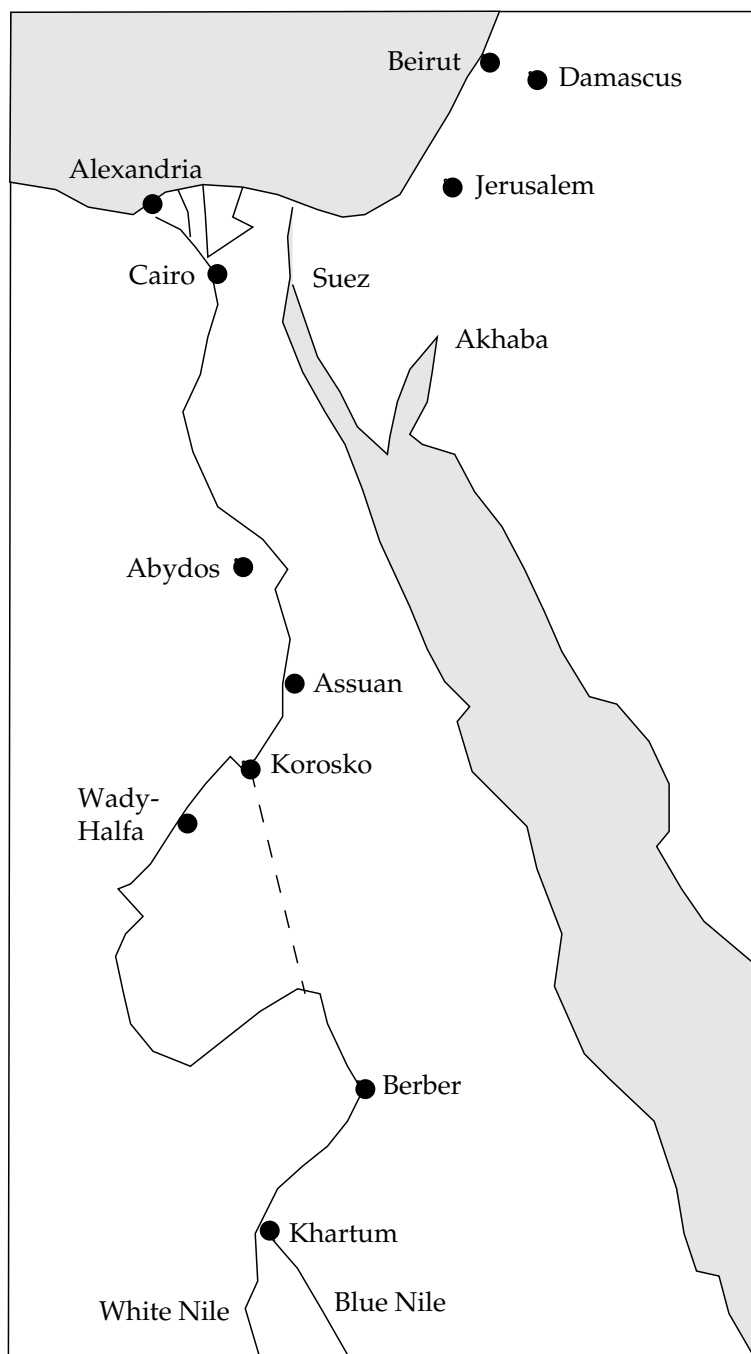 Beirut
Damascus
Alexandria
Jerusalem
Cairo
Suez
Akhaba
Abydos
Assuan
Korosko
Wady-
Halfa
Berber
Khartum
White Nile
Blue Nile